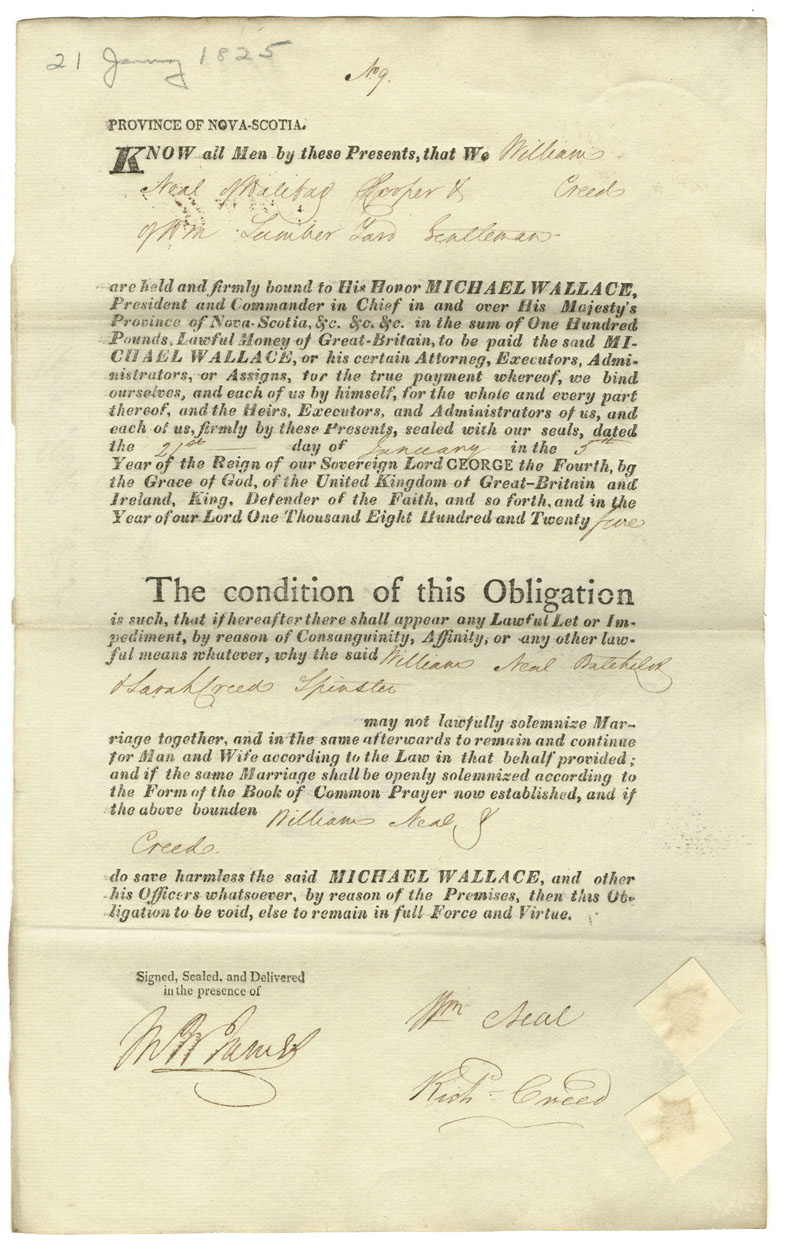 21 January 1825
No 9.
PROVINCE OF NOVA-SCOTIA.
KNOW all Men by these Presents, that We William
Neal of Halifax Cooper & Creed
of Lumber Yard Gentleman
are held and firmly bound to His Honor MICHAEL WALLACE,
President and Commander in Chief in and over His Majesty's
Province of Nova-Scotia, &c. &c. &c. in the sum of One Hundred
Pounds, Lawful Money of Great-Britain, to be paid the said MI-
CHAEL WALLACE, or his certain Attorney, Executors, Admi-
nistrators, or Assigns, for the true payment whereof, we bind
ourselves, and each of us by himself, for the whole and every part
thereof, and the Heirs, Executors, and Administrators of us, and
each of us, firmly by these Presents, sealed with our seals, dated
the 21st day of January in the 5th
Year of the Reign of our Sovereign Lord GEORGE the Fourth, by
the Grace of God, of the United Kingdom of Great-Britain and
Ireland, King, Defender of the Faith, and so forth, and in the
Year of our Lord One Thousand Eight Hundred and Twenty five
The condition of this Obligation
is such, that if hereafter there shall appear any Lawful Let or Im-
pediment, by reason of Consanguinity, Affinity, or any other law-
ful means whatever, why the said William Neal Batchelor
& Sarah Creed Spinster
may not lawfully solemnize Mar-
riage together, and in the same afterwards to remain and continue
for Man and Wife according to the Law in that behalf provided;
and if the same Marriage shall be openly solemnized according to
the Form of the Book of Common Prayer now established, and if
the above bounden William Neal &
Creed
do save harmless the said MICHAEL WALLACE, and other
his Officers whatsoever, by reason of the Premises, then this Ob-
ligation to be void, else to remain in full Force and Virtue.
Signed, Sealed, and Delivered
in the presence of
Wm Neal
James
Richd Creed